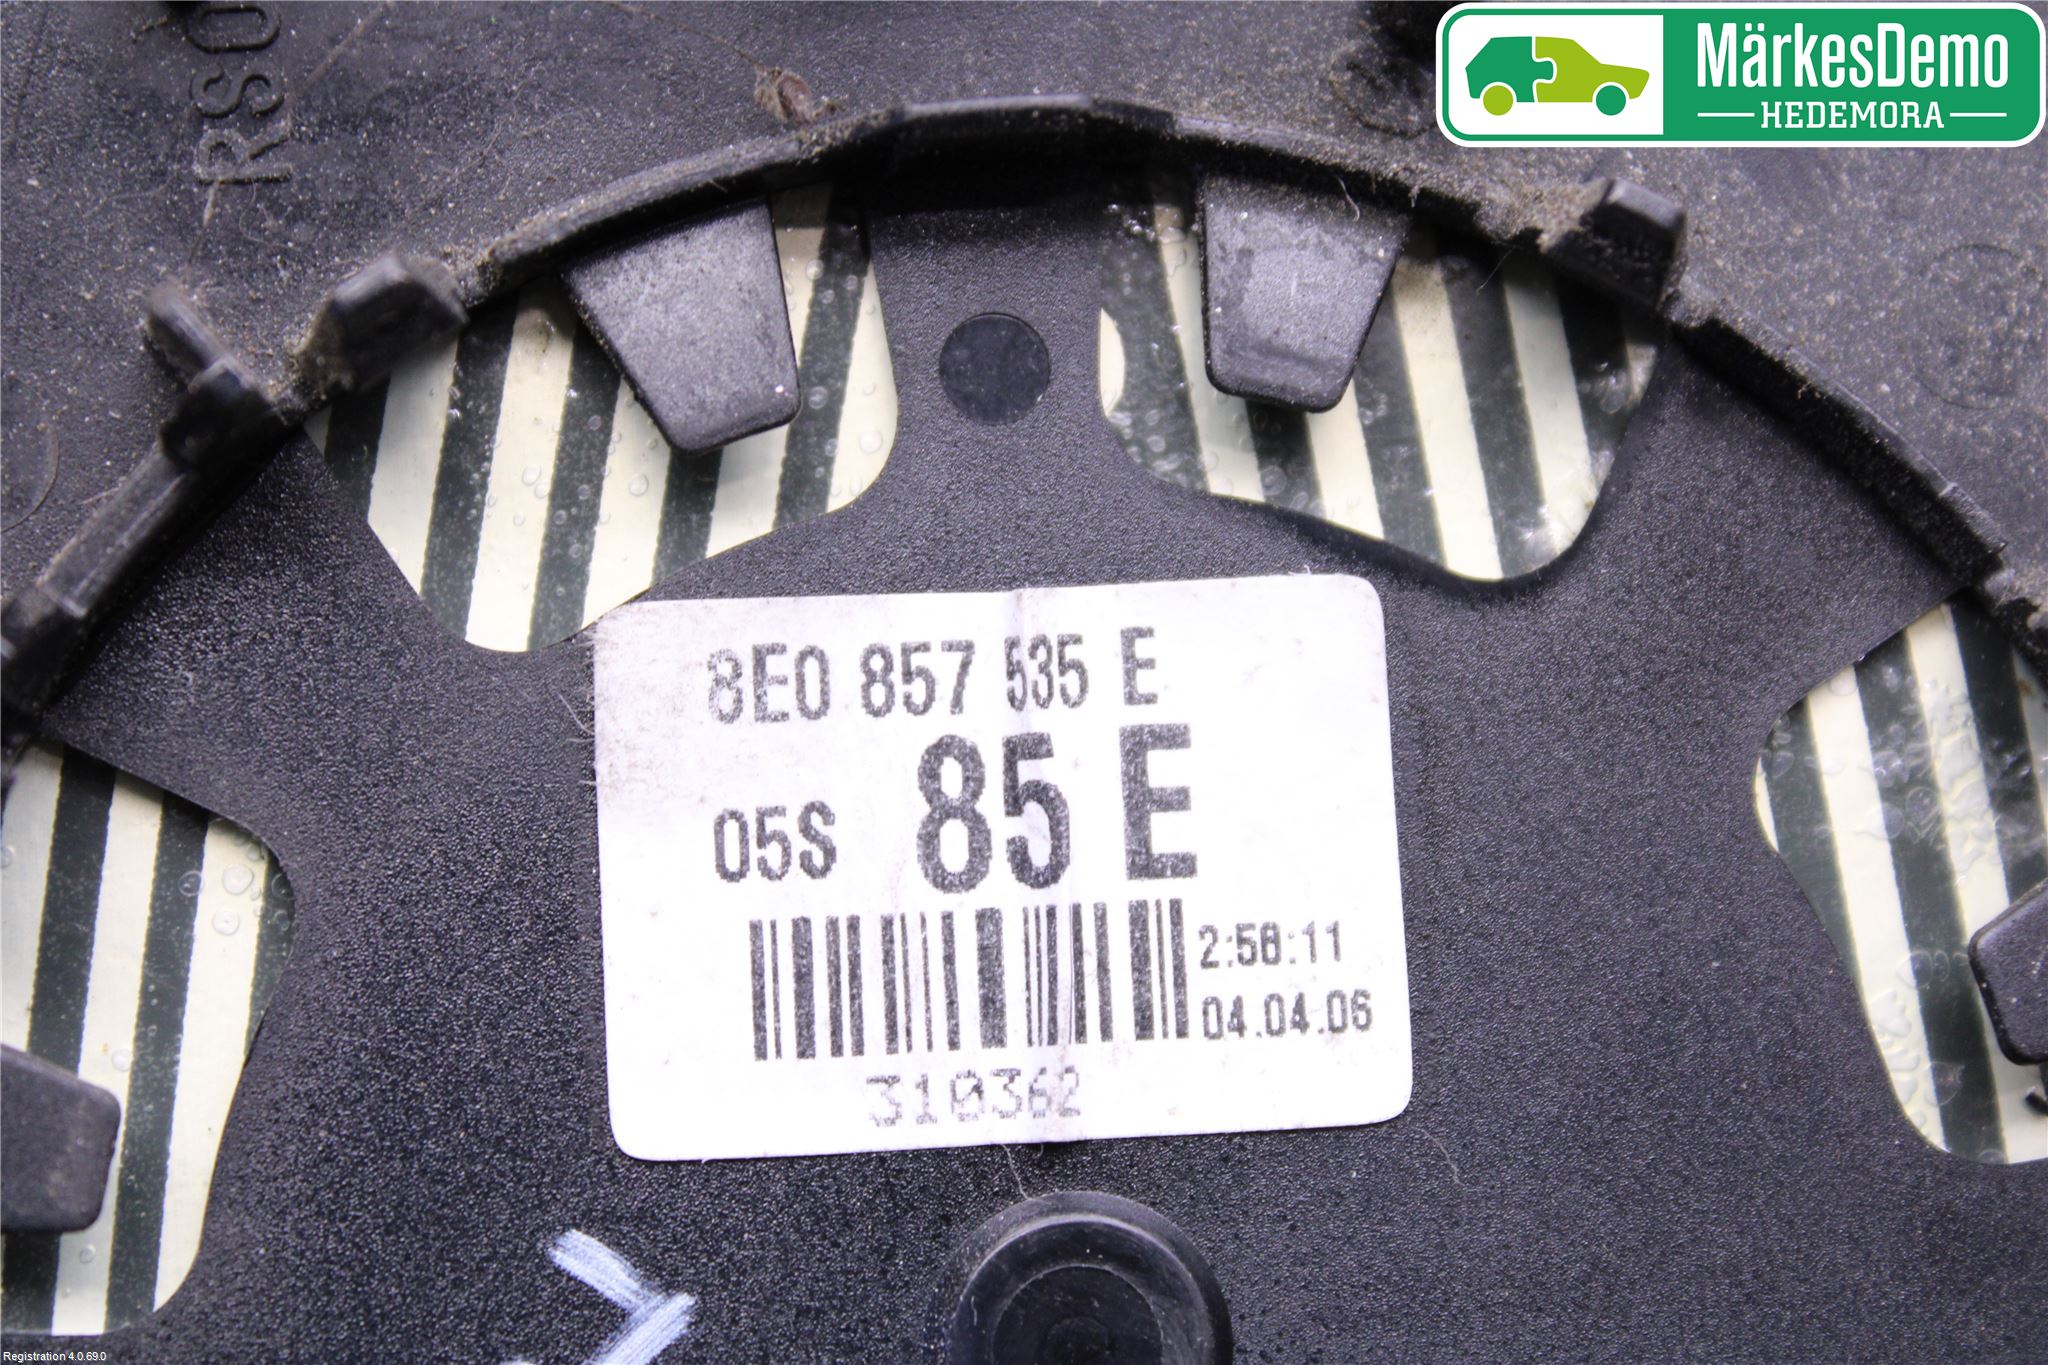 MärkesDemo
HEDEMORA
RSO
8E0 857 535 E
05S 85 E
2:58:11
04.04.06
310362
Registration 4.0.69.0